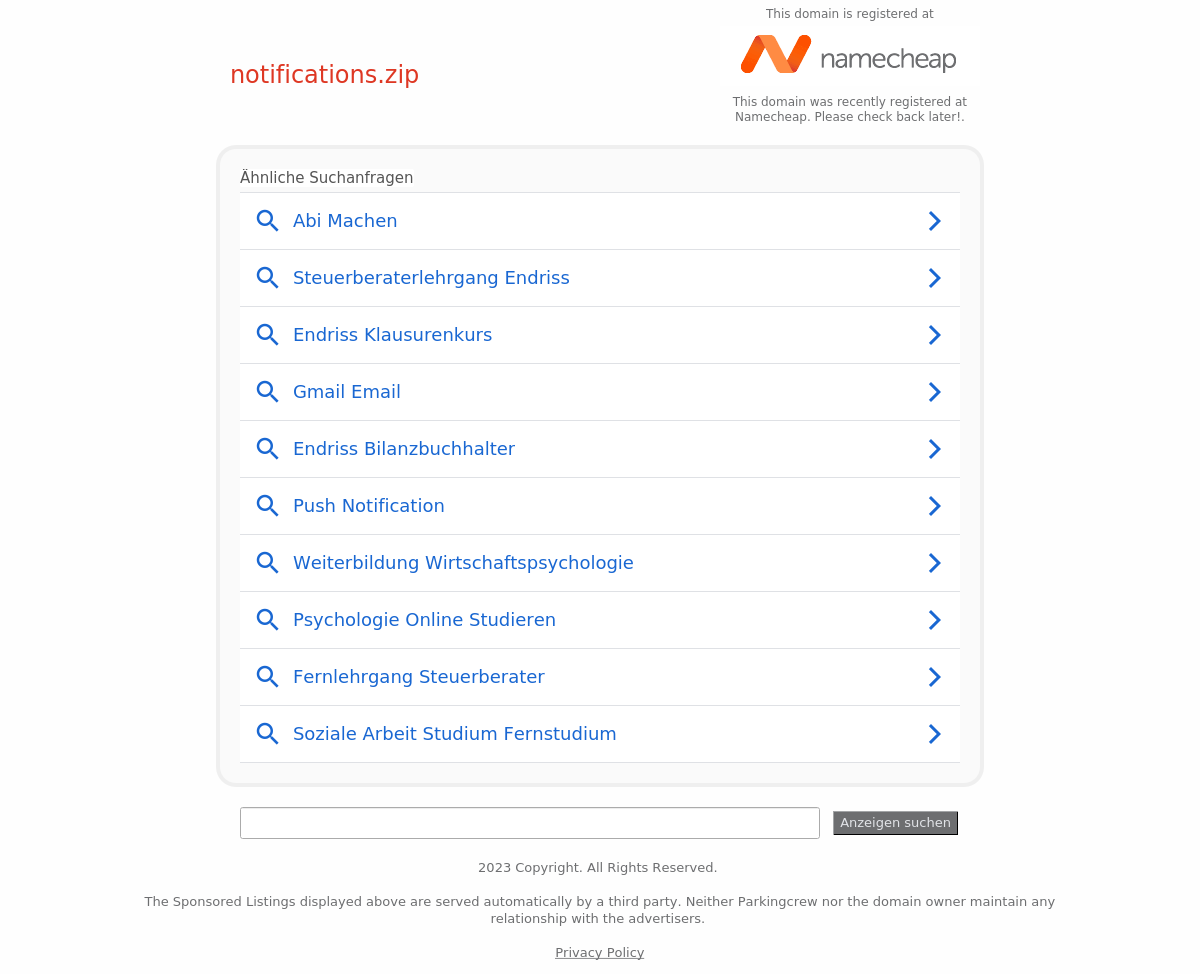 This domain is registered at
namecheap
notifications.zip
This domain was recently registered at
Namecheap. Please check back later!.
Ähnliche Suchanfragen
Abi Machen
Steuerberaterlehrgang Endriss
Endriss Klausurenkurs
Gmail Email
Endriss Bilanzbuchhalter
Push Notification
Weiterbildung Wirtschaftspsychologie
Psychologie Online Studieren
Fernlehrgang Steuerberater
Soziale Arbeit Studium Fernstudium
Anzeigen suchen
2023 Copyright. All Rights Reserved.
The Sponsored Listings displayed above are served automatically by a third party. Neither Parkingcrew nor the domain owner maintain any
relationship with the advertisers.
Privacy Policy